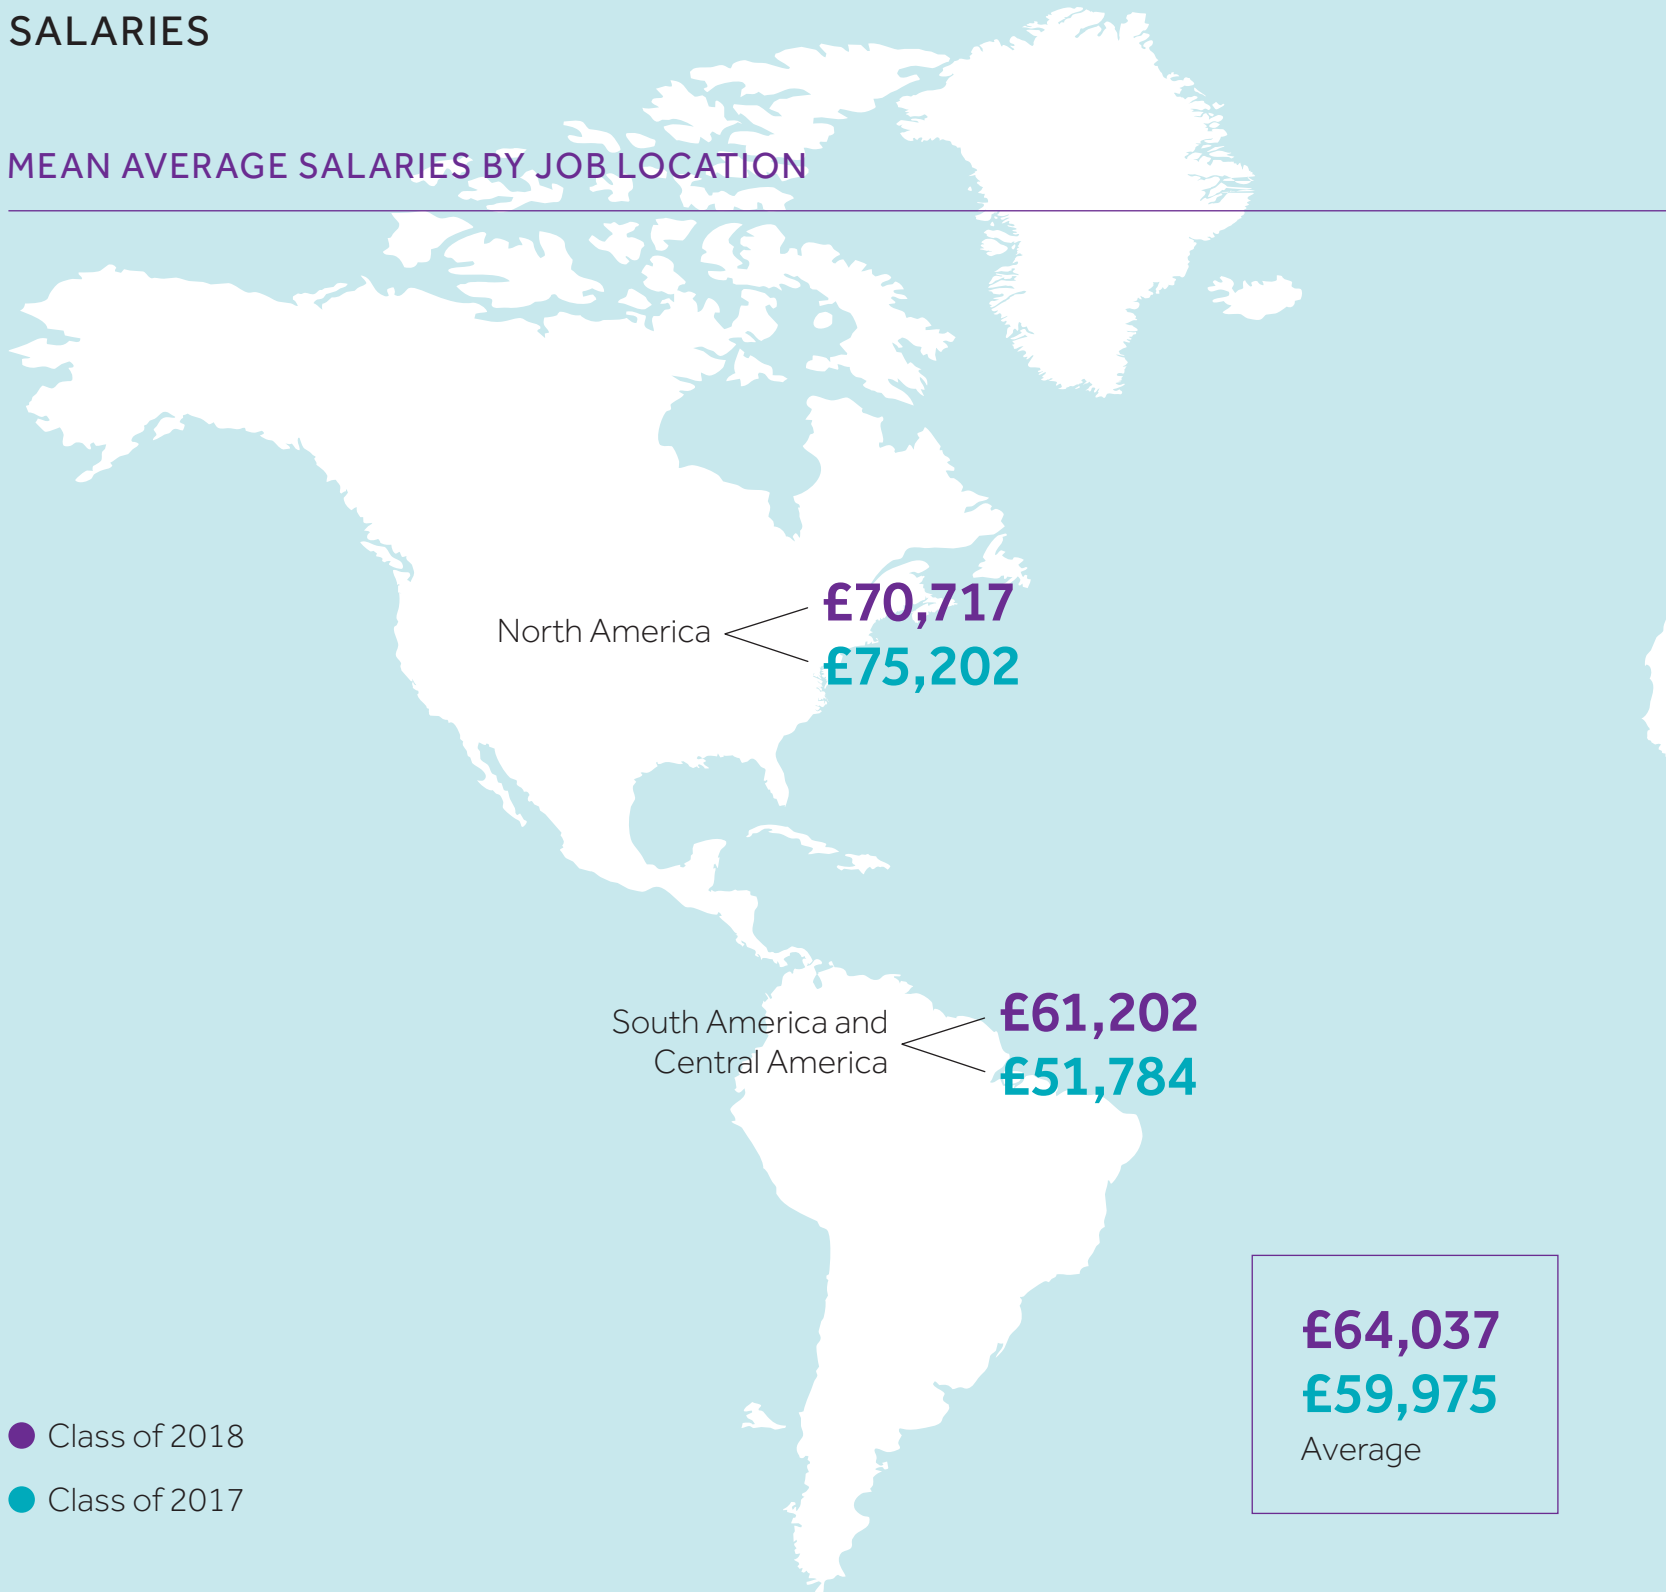 SALARIES
MEAN AVERAGE SALARIES BY JOB LOCATION
North America
£70,717
£75,202
South America and
Central America
£61,202
£51,784
£64,037
£59,975
Average
Class of 2018
Class of 2017